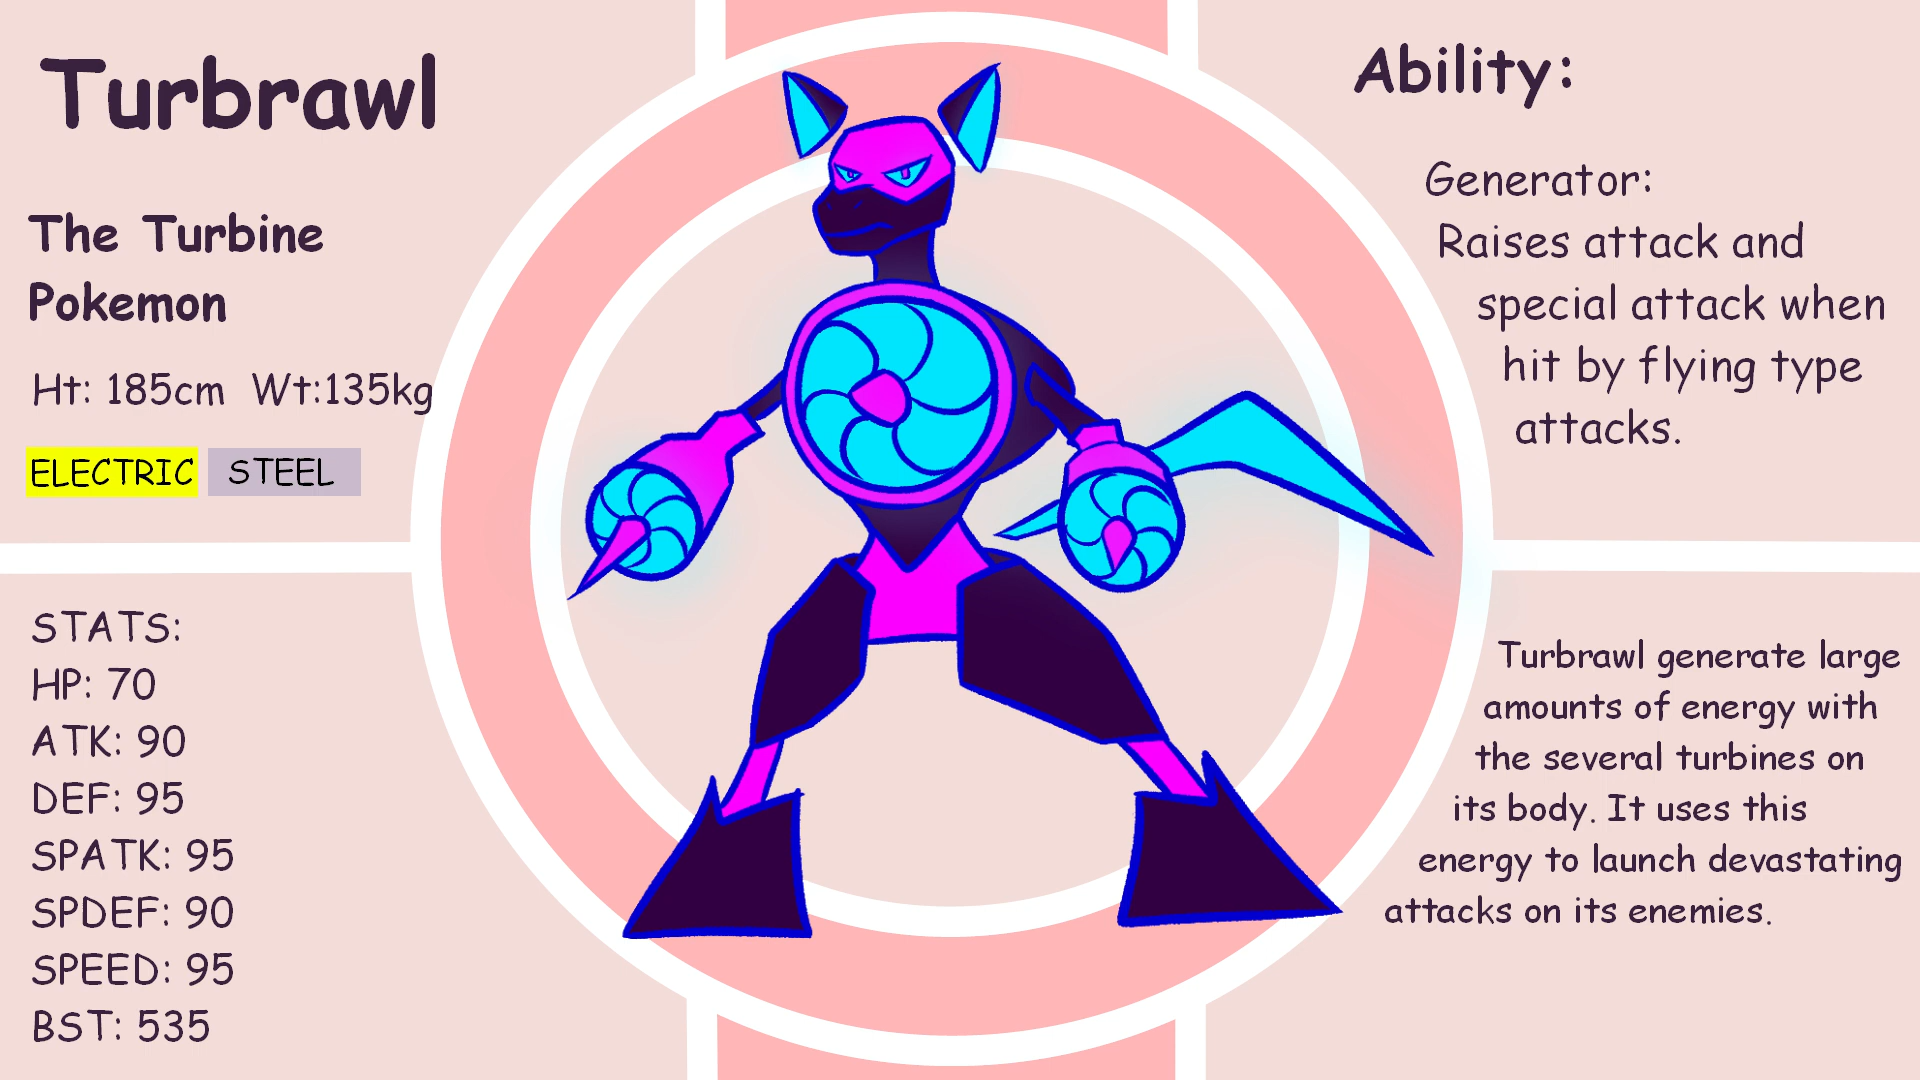 Turbrawl
The Turbine
Pokemon
Ht: 185cm Wt:135kg
ELECTRIC STEEL
STATS:
HP: 70
ATK: 90
DEF: 95
SPATK: 95
SPDEF: 90
SPEED: 95
BST: 535
Ability:
Generator:
Raises attack and
special attack when
hit by flying type
attacks.
Turbrawl generate large
amounts of energy with
the several turbines on
its body. It uses this
energy to launch devastating
attacks on its enemies.